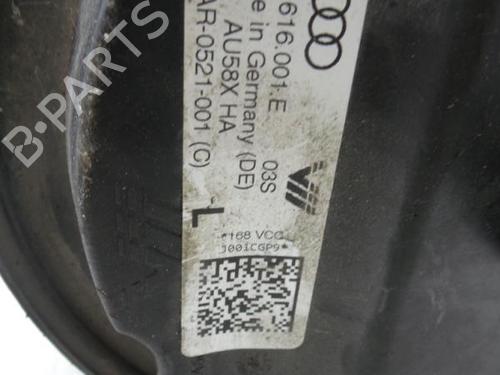 B-PARTS
616.001.E
e in Germany (DE)
AU58X HA
AR-0521-001 (C)
03S
-L
*168 VCG
J001CGP9*